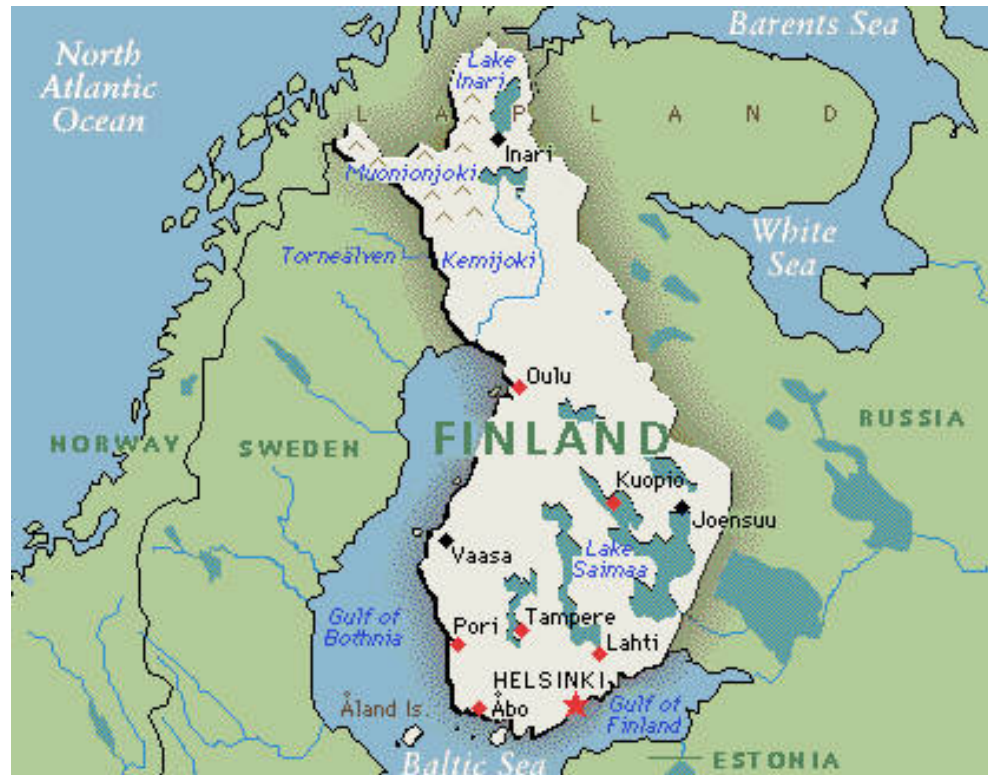 Barents Sea
North
Atlantic
Ocean
Lake
Inari
L A P L A N D
Inari
Muonionjoki
White
Sea
Torneälven
Kemijoki
Oulu
RUSSIA
NORWAY
SWEDEN
FINLAND
Kuopio
Joensuu
Vaasa
Lake
Saimaa
Gulf of
Bothnia
Pori
Tampere
Lahti
HELSINKI
Åland Is.
Åbo
Gulf of
Finland
Baltic Sea
ESTONIA